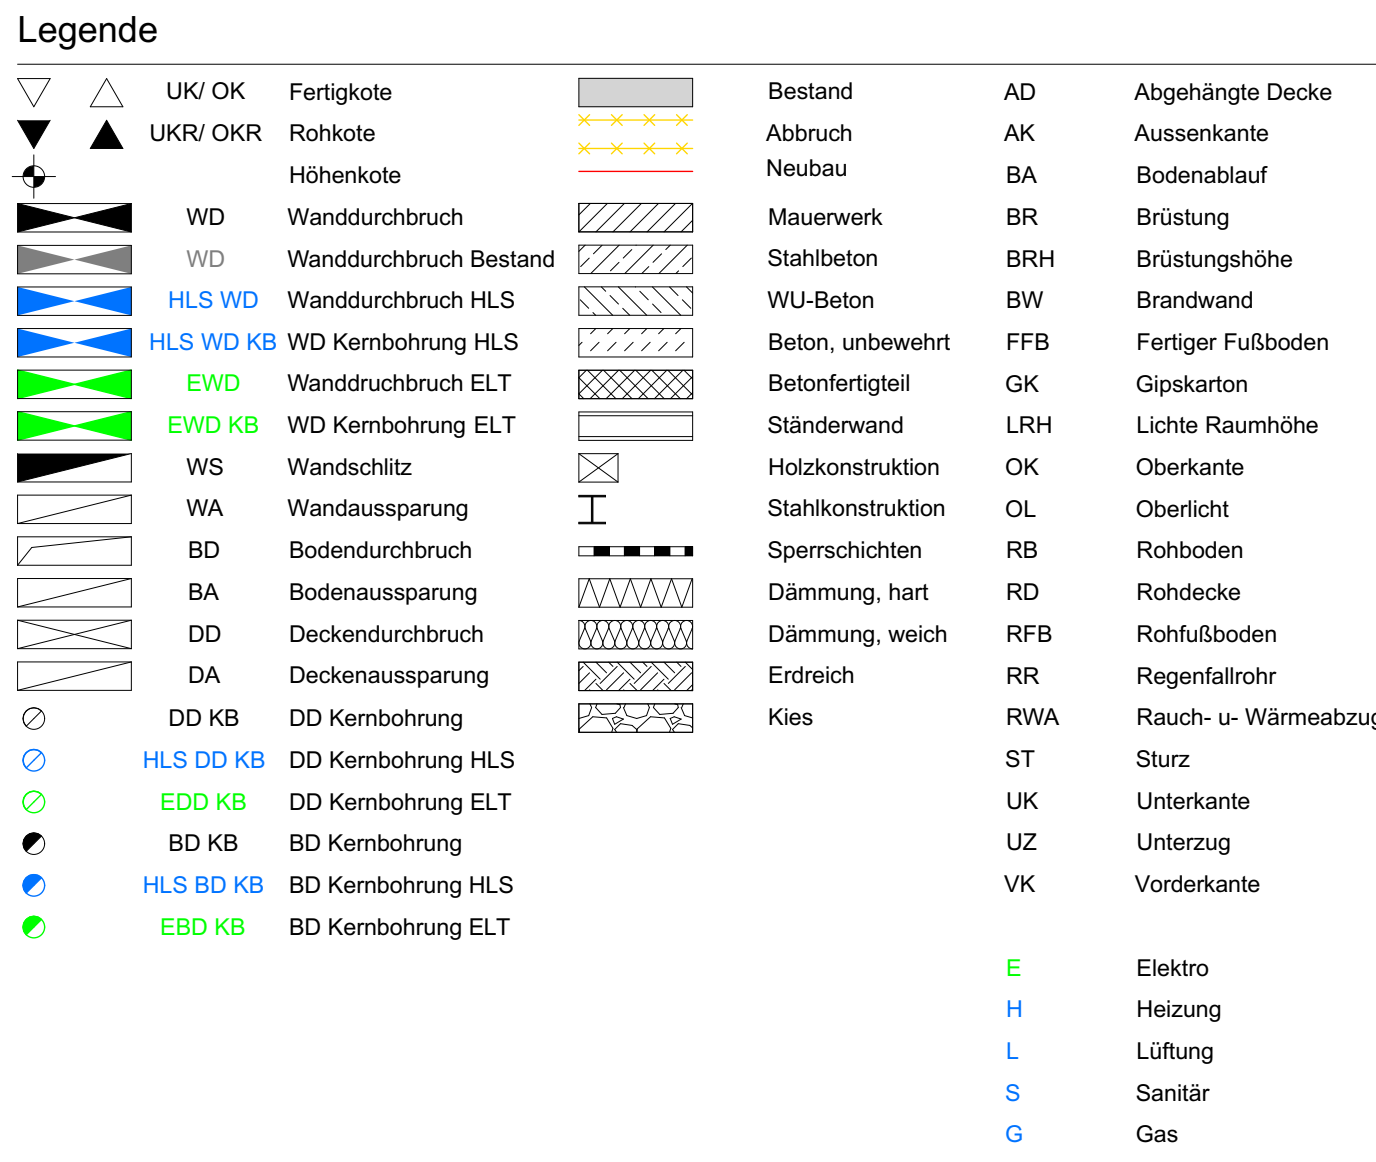 Legende
UK/ OK Fertigkote Bestand AD Abgehängte Decke
UKR/ OKR Rohkote Abbruch AK Aussenkante
Höhenkote Neubau BA Bodenablauf
WD Wanddurchbruch Mauerwerk BR Brüstung
WD Wanddurchbruch Bestand Stahlbeton BRH Brüstungshöhe
HLS WD Wanddurchbruch HLS WU-Beton BW Brandwand
HLS WD KB WD Kernbohrung HLS Beton, unbewehrt FFB Fertiger Fußboden
EWD Wanddruchbruch ELT Betonfertigteil GK Gipskarton
EWD KB WD Kernbohrung ELT Ständerwand LRH Lichte Raumhöhe
WS Wandschlitz Holzkonstruktion OK Oberkante
WA Wandaussparung Stahlkonstruktion OL Oberlicht
BD Bodendurchbruch Sperrschichten RB Rohboden
BA Bodenaussparung Dämmung, hart RD Rohdecke
DD Deckendurchbruch Dämmung, weich RFB Rohfußboden
DA Deckenaussparung Erdreich RR Regenfallrohr
DD KB DD Kernbohrung Kies RWA Rauch- u- Wärmeabzug
HLS DD KB DD Kernbohrung HLS ST Sturz
EDD KB DD Kernbohrung ELT UK Unterkante
BD KB BD Kernbohrung UZ Unterzug
HLS BD KB BD Kernbohrung HLS VK Vorderkante
EBD KB BD Kernbohrung ELT
E Elektro
H Heizung
L Lüftung
S Sanitär
G Gas